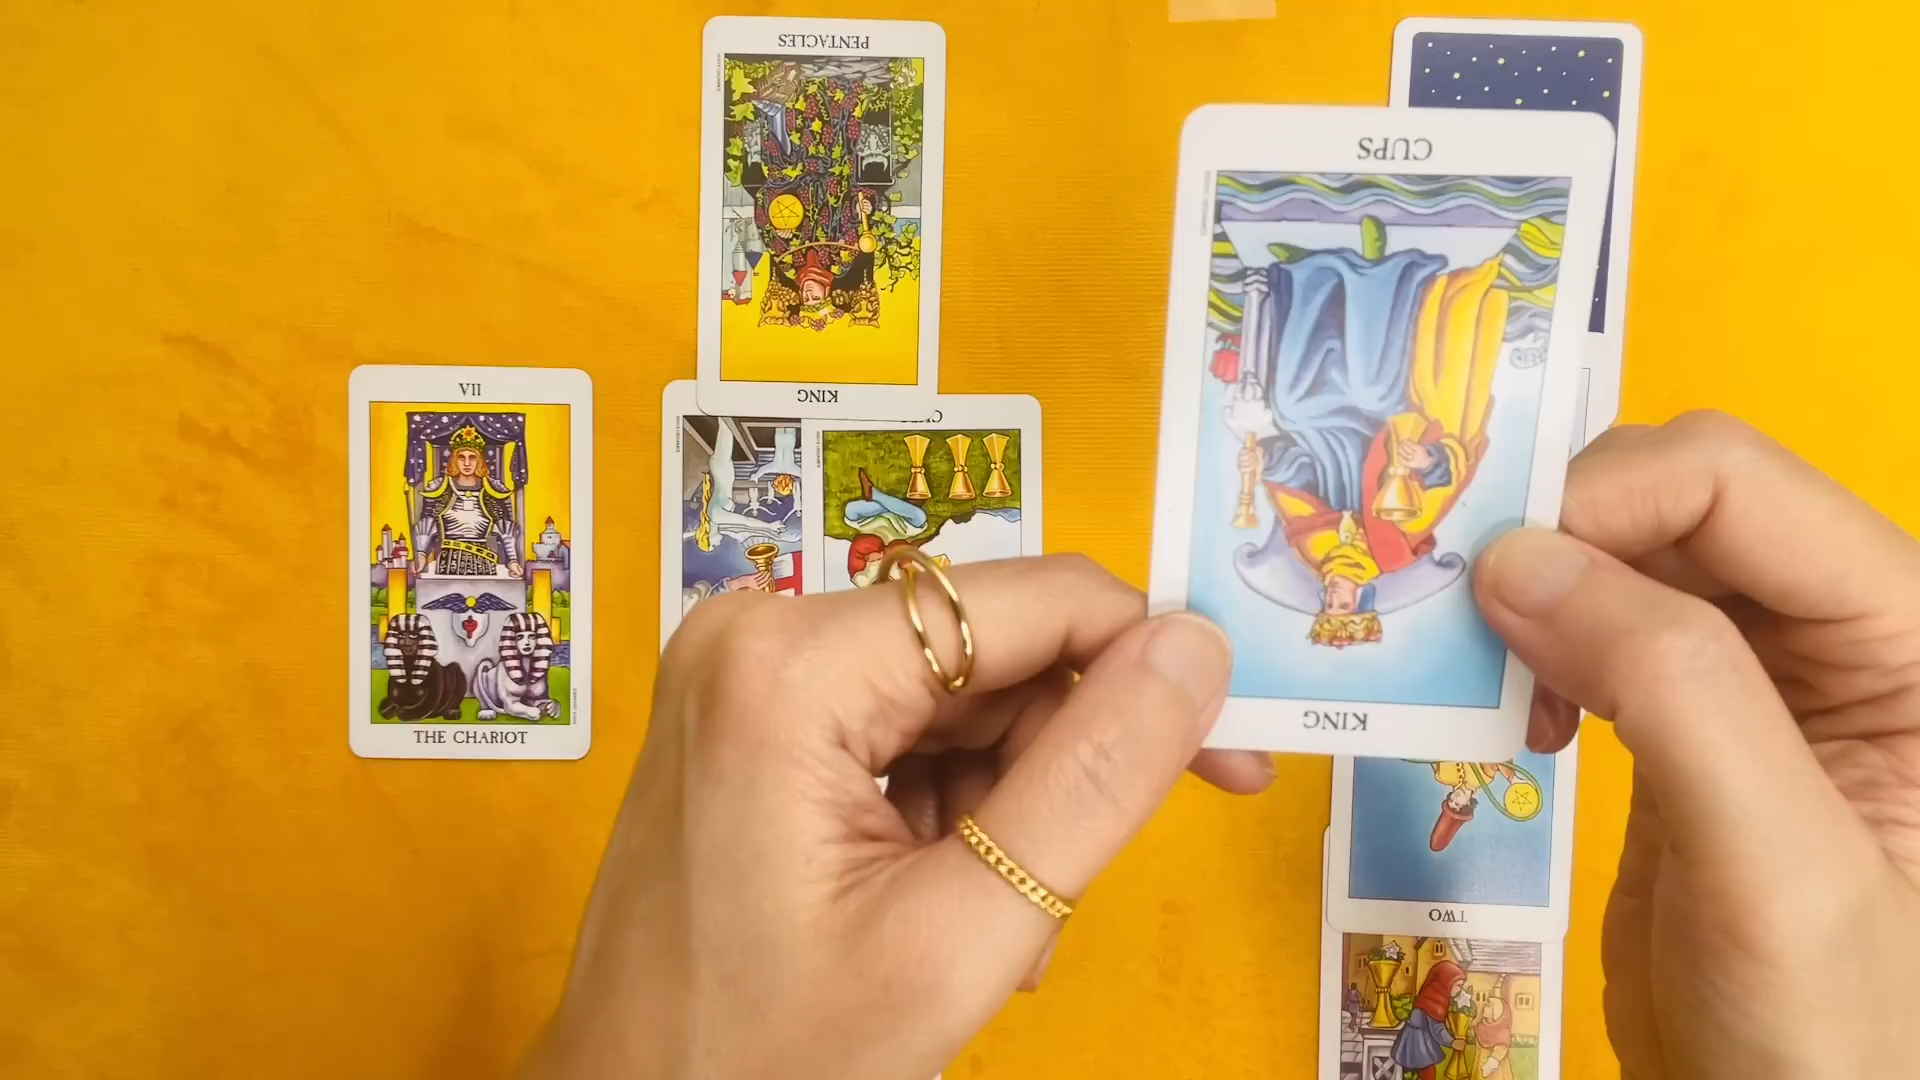 PENTACLES
KING
VII
THE CHARIOT
CUPS
KING
TWO